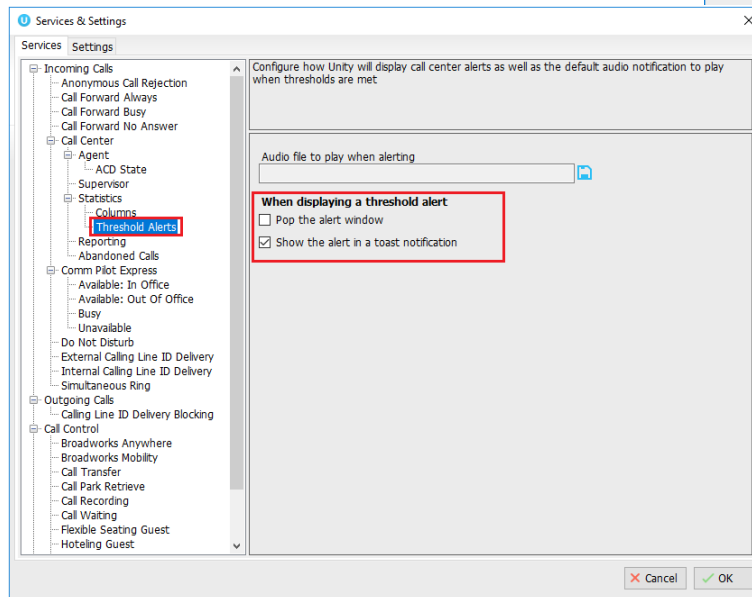 Services & Settings
Services Settings
Incoming Calls
Anonymous Call Rejection
Call Forward Always
Call Forward Busy
Call Forward No Answer
Call Center
Agent
ACD State
Supervisor
Statistics
Columns
Threshold Alerts
Reporting
Abandoned Calls
Comm Pilot Express
Available: In Office
Available: Out Of Office
Busy
Unavailable
Do Not Disturb
External Calling Line ID Delivery
Internal Calling Line ID Delivery
Simultaneous Ring
Outgoing Calls
Calling Line ID Delivery Blocking
Call Control
Broadworks Anywhere
Broadworks Mobility
Call Transfer
Call Park Retrieve
Call Recording
Call Waiting
Flexible Seating Guest
Hoteling Guest
Configure how Unity will display call center alerts as well as the default audio notification to play
when thresholds are met
Audio file to play when alerting
When displaying a threshold alert
Pop the alert window
Show the alert in a toast notification
Cancel OK